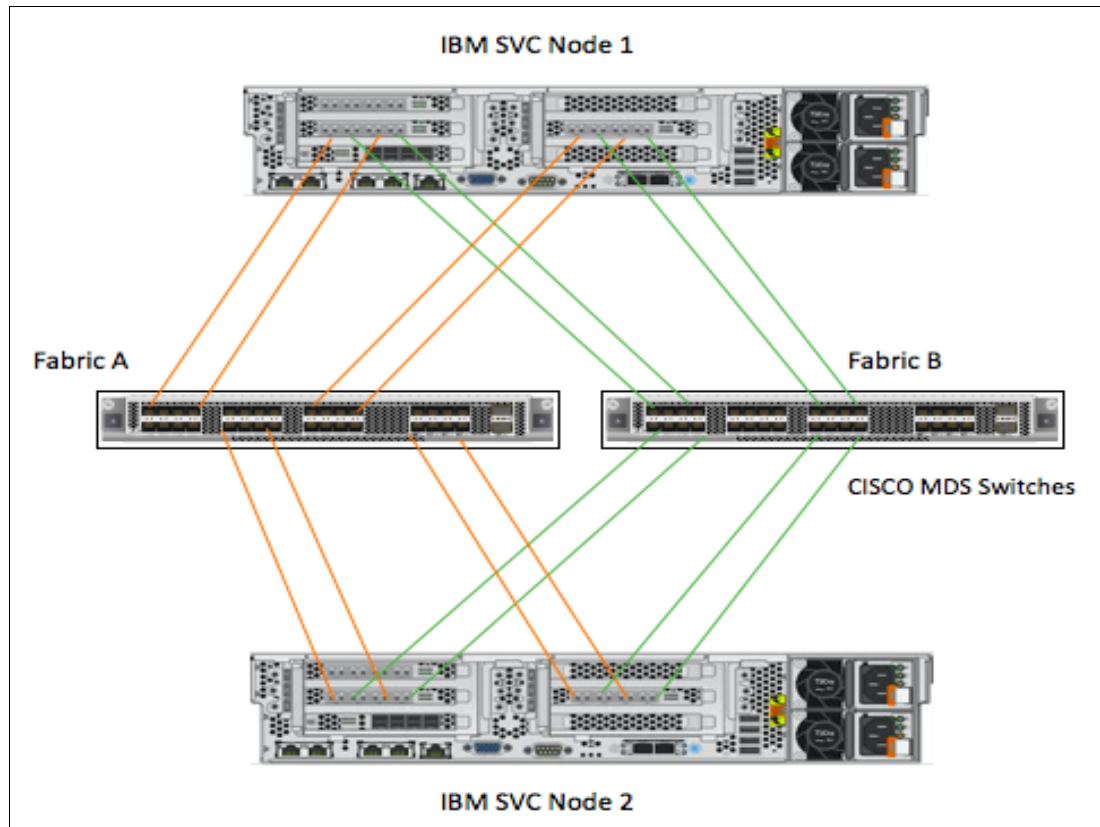 IBM SVC Node 1
Fabric A
Fabric B
CISCO MDS Switches
IBM SVC Node 2